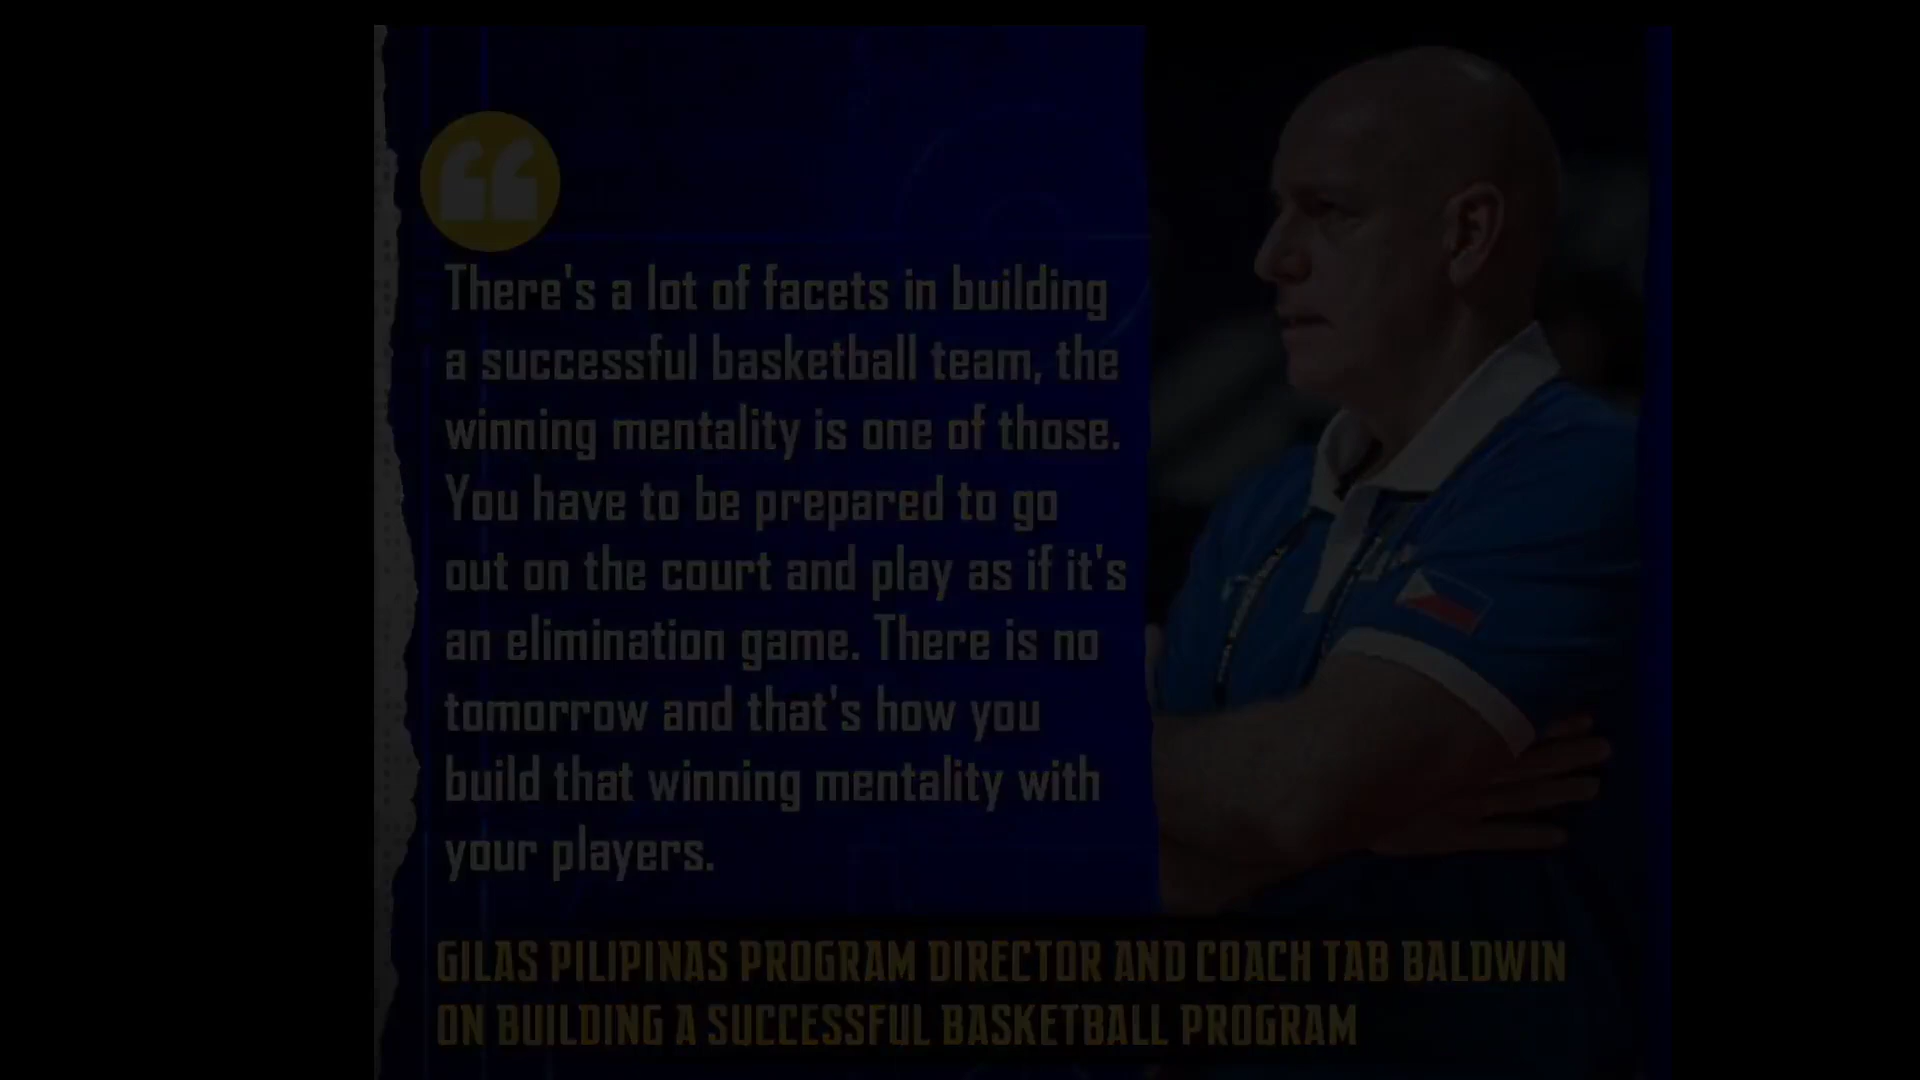 There's a lot of facets in building
a successful basketball team, the
winning mentality is one of those.
You have to be prepared to go
out on the court and play as if it's
an elimination game. There is no
tomorrow and that's how you
build that winning mentality with
your players.
GILAS PILIPINAS PROGRAM DIRECTOR AND COACH TAB BALDWIN
ON BUILDING A SUCCESSFUL BASKETBALL PROGRAM